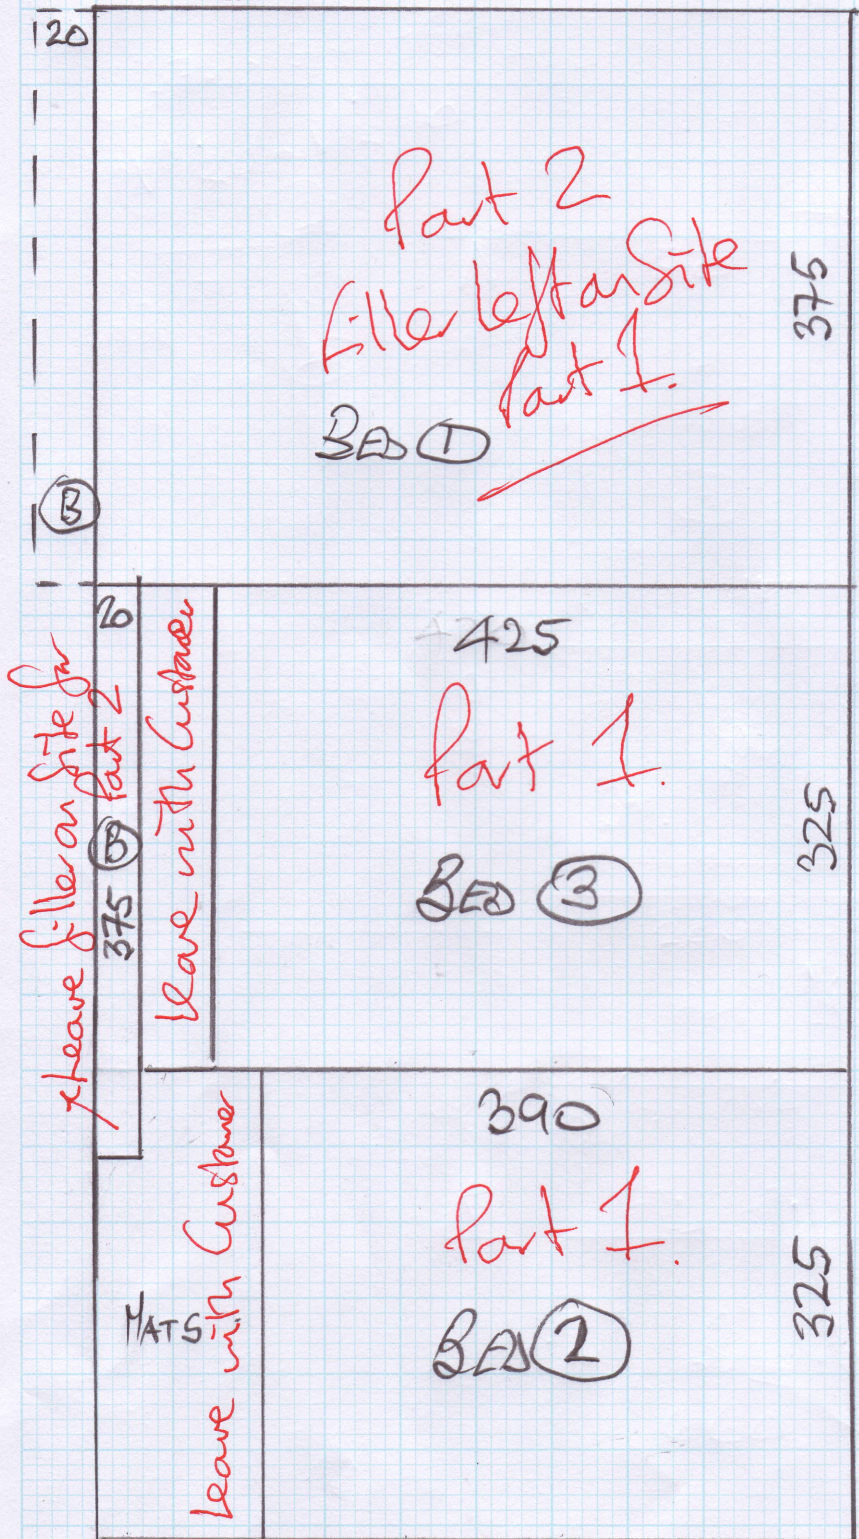 120
Part 2
Filler left on Site
Part 1.
375
BED 1
B
20
Leave with Customer
425
Part 1.
BED 3
325
* Leave filler on Site for
Part 2
B
375
390
Part 1.
BED 2
325
MATS
Leave with Customer